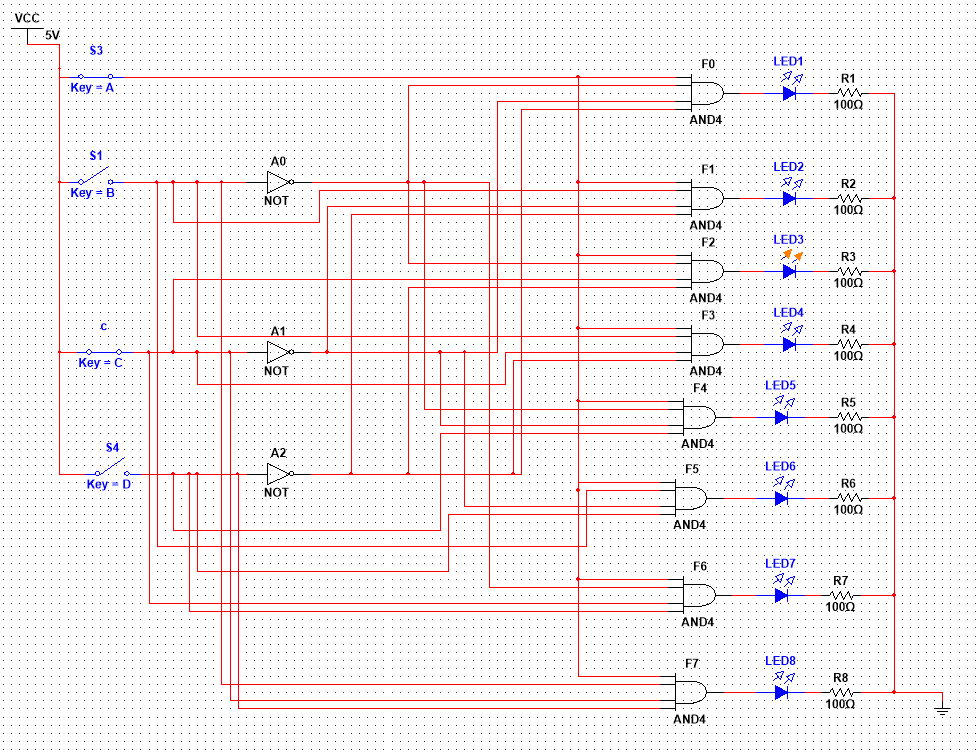 VCC
5V
S3
Key = A
F0
AND4
LED1
R1
100Ω
S1
Key = B
A0
NOT
F1
AND4
LED2
R2
100Ω
F2
AND4
LED3
R3
100Ω
c
Key = C
A1
NOT
F3
AND4
LED4
R4
100Ω
F4
AND4
LED5
R5
100Ω
S4
Key = D
A2
NOT
F5
AND4
LED6
R6
100Ω
F6
AND4
LED7
R7
100Ω
F7
AND4
LED8
R8
100Ω